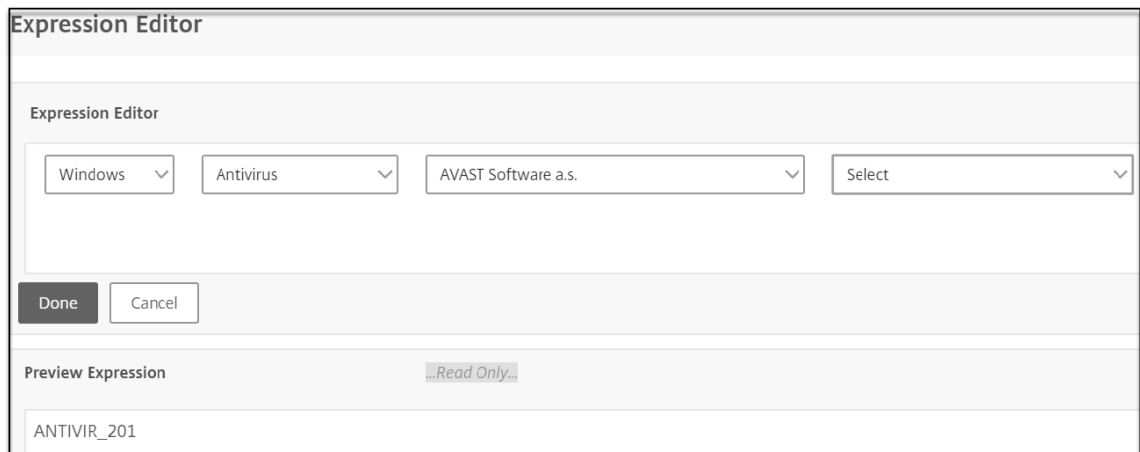 Expression Editor
Expression Editor
Windows Antivirus AVAST Software a.s. Select
Done Cancel
Preview Expression ...Read Only...
ANTIVIR_201